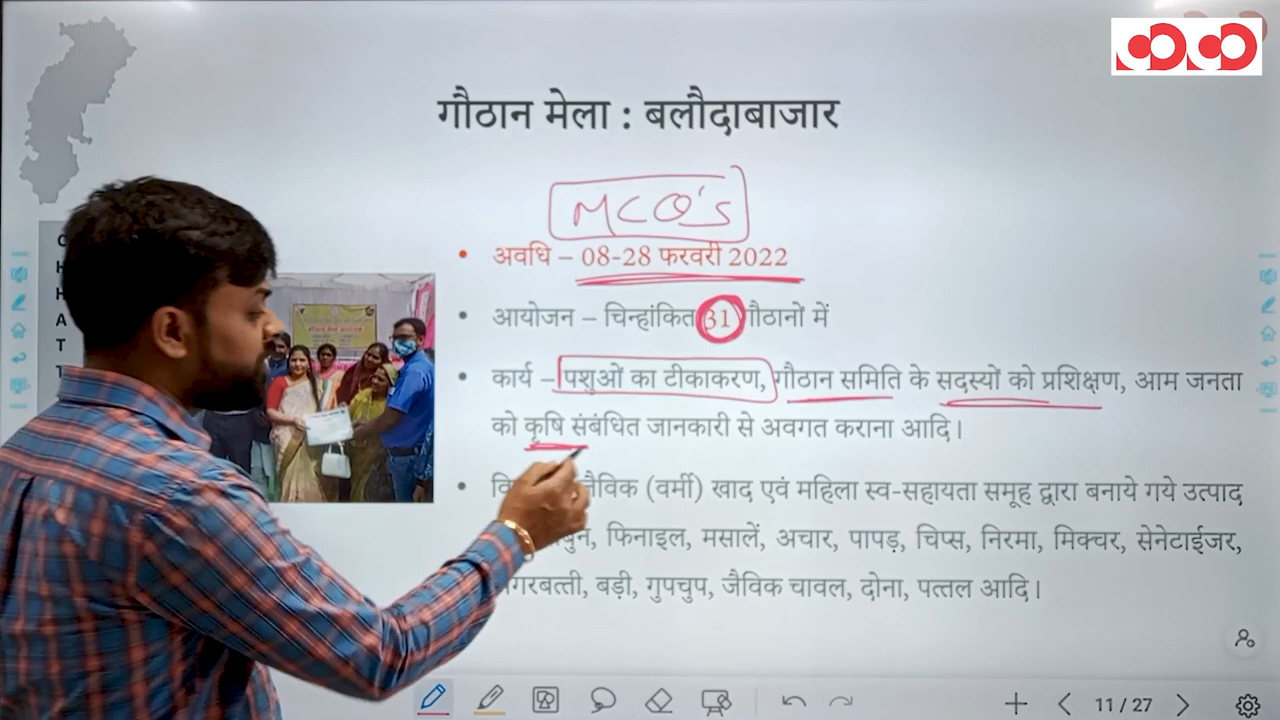 गौठान मेला : बलौदाबाजार
MCQ's
• अवधि – 08-28 फरवरी 2022
• आयोजन – चिन्हांकित 31 गौठानों में
• कार्य – पशुओं का टीकाकरण, गौठान समिति के सदस्यों को प्रशिक्षण, आम जनता
को कृषि संबंधित जानकारी से अवगत कराना आदि।
(वर्मी) खाद एवं महिला स्व-सहायता समूह द्वारा बनाये गये उत्पाद
फिनाइल, मसालें, अचार, पापड़, चिप्स, निरमा, मिक्चर, सेनेटाईजर,
बड़ी, गुपचुप, जैविक चावल, दोना, पत्तल आदि।
H
A
T
11 / 27